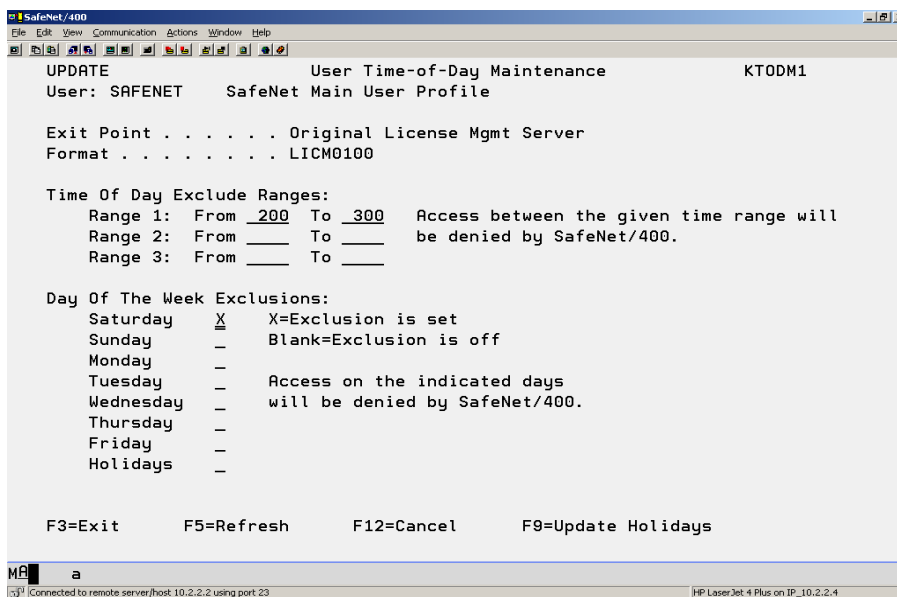 SafeNet/400
File Edit View Communication Actions Window Help
UPDATE User Time-of-Day Maintenance KTODM1
User: SAFENET SafeNet Main User Profile
Exit Point . . . . . . Original License Mgmt Server
Format . . . . . . . . LICM0100
Time Of Day Exclude Ranges:
Range 1: From 200 To 300 Access between the given time range will
Range 2: From ____ To ____ be denied by SafeNet/400.
Range 3: From ____ To ____
Day Of The Week Exclusions:
Saturday X X=Exclusion is set
Sunday _ Blank=Exclusion is off
Monday _
Tuesday _ Access on the indicated days
Wednesday _ will be denied by SafeNet/400.
Thursday _
Friday _
Holidays _
F3=Exit F5=Refresh F12=Cancel F9=Update Holidays
MA a
Connected to remote server/host 10.2.2.2 using port 23 HP LaserJet 4 Plus on IP_10.2.2.4